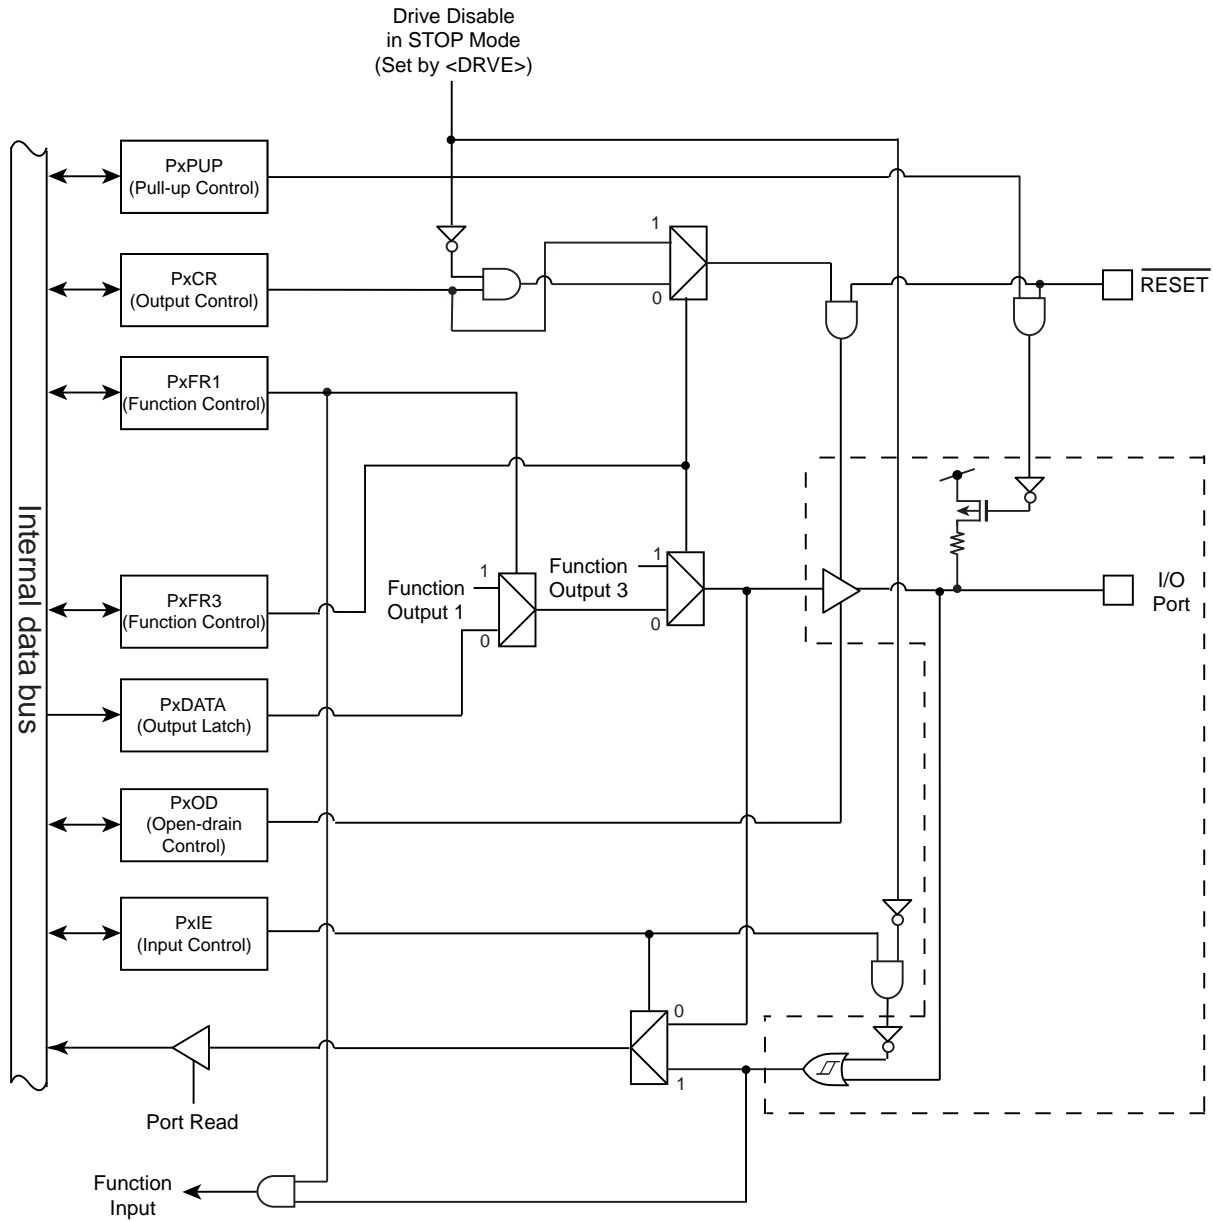 Drive Disable
in STOP Mode
(Set by <DRVE>)
PxPUP
(Pull-up Control)
1
PxCR
(Output Control)
0
RESET
PxFR1
(Function Control)
Internal data bus
1
Function
Output 3
1
Function
Output 1
I/O
Port
PxFR3
(Function Control)
0
0
PxDATA
(Output Latch)
PxOD
(Open-drain
Control)
PxIE
(Input Control)
0
1
Port Read
Function
Input